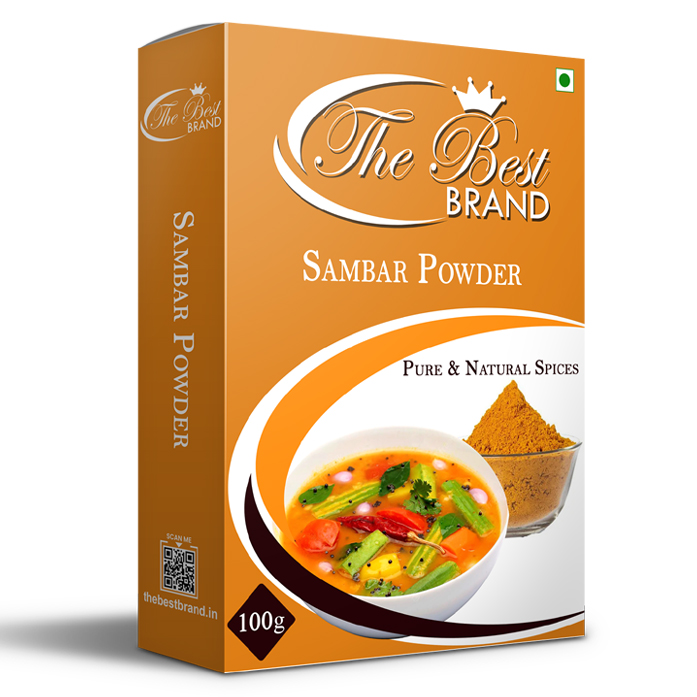 The Best
BRAND
SAMBAR POWDER
PURE & NATURAL SPICES
100g
The Best
BRAND
SAMBAR POWDER
SCAN ME
thebestbrand.in